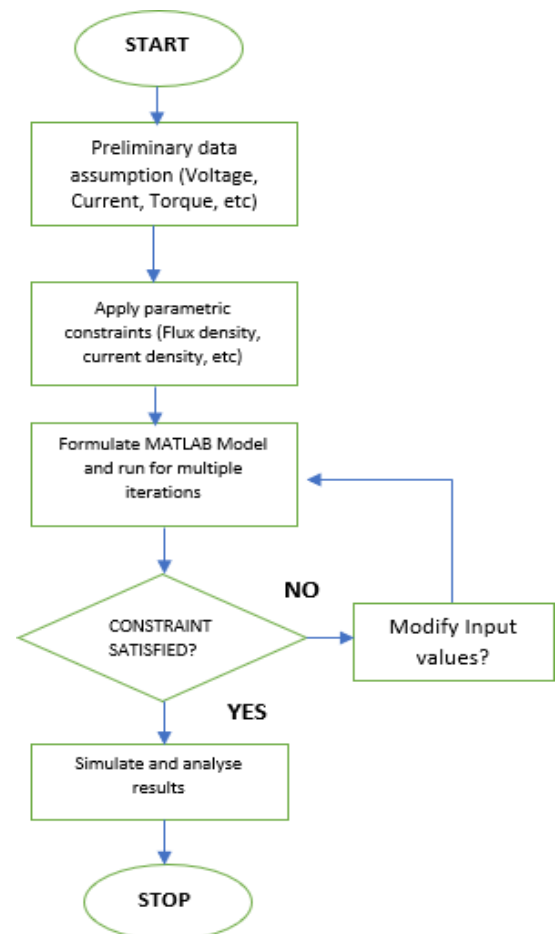 START
Preliminary data
assumption (Voltage,
Current, Torque, etc)
Apply parametric
constraints (Flux density,
current density, etc)
Formulate MATLAB Model
and run for multiple
iterations
NO
CONSTRAINT
SATISFIED?
Modify Input
values?
YES
Simulate and analyse
results
STOP